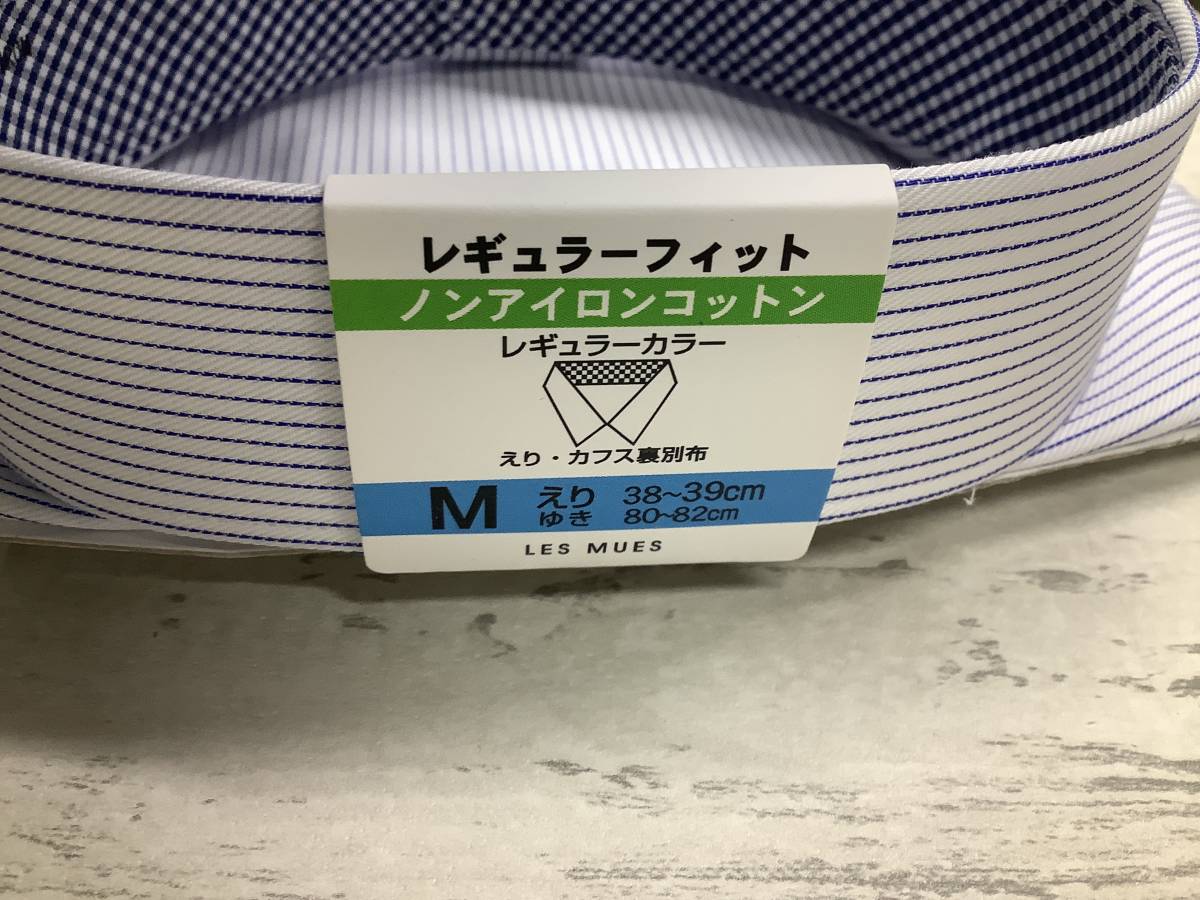 レギュラーフィット
ノンアイロンコットン
レギュラーカラー
えり・カフス裏別布
M えり 38~39cm
ゆき 80~82cm
LES MUES